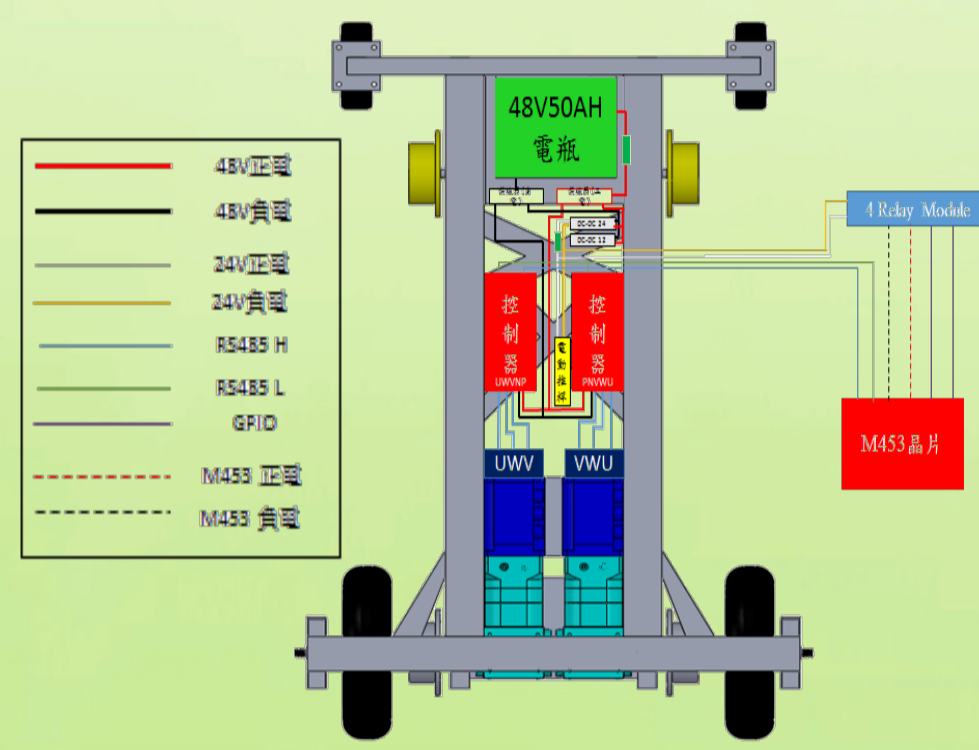 48V50AH
電瓶
48V正電
48V負電
24V正電
24V負電
RS485 H
RS485 L
GPIO
M453 正電
M453 負電
DC-DC 24
DC-DC 12
4 Relay Module
控制器
UWVNP
控制器
PNVWU
電動推桿
M453晶片
UWV
VWU